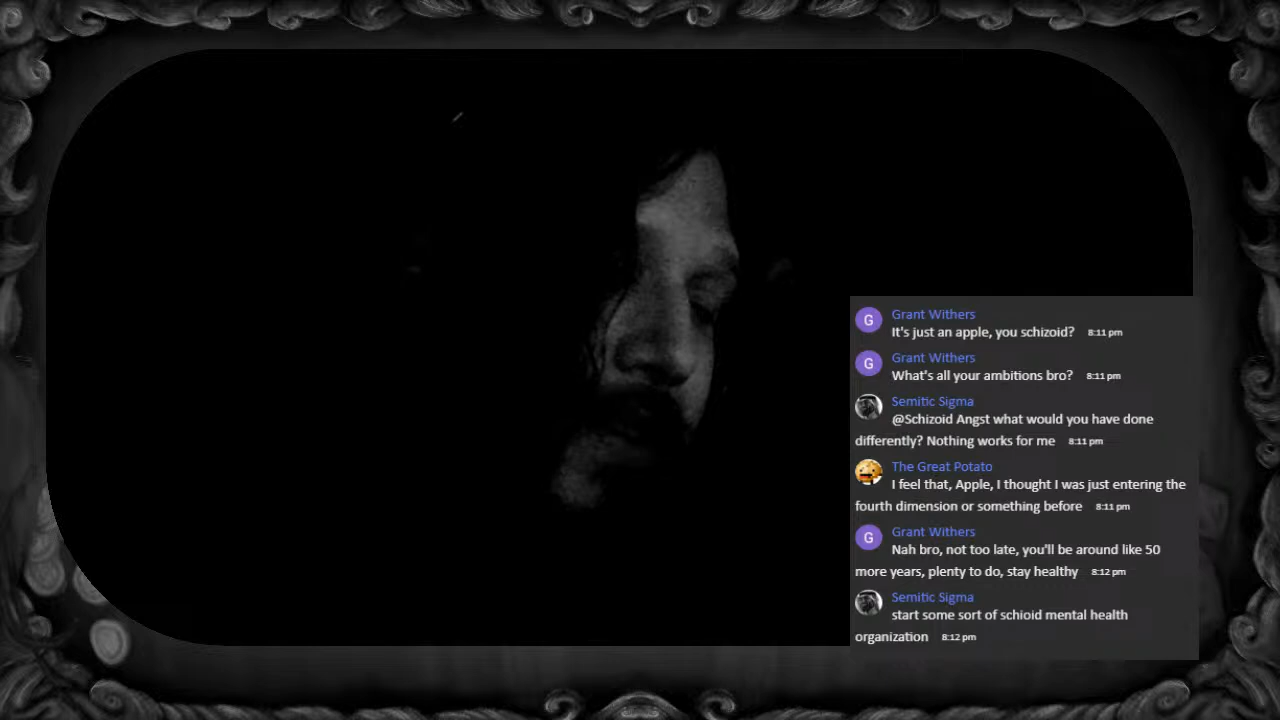 G
Grant Withers
It's just an apple, you schizoid? 8:11 pm
G
Grant Withers
What's all your ambitions bro? 8:11 pm
Semitic Sigma
@Schizoid Angst what would you have done
differently? Nothing works for me 8:11 pm
The Great Potato
I feel that, Apple, I thought I was just entering the
fourth dimension or something before 8:11 pm
G
Grant Withers
Nah bro, not too late, you'll be around like 50
more years, plenty to do, stay healthy 8:12 pm
Semitic Sigma
start some sort of schioid mental health
organization 8:12 pm